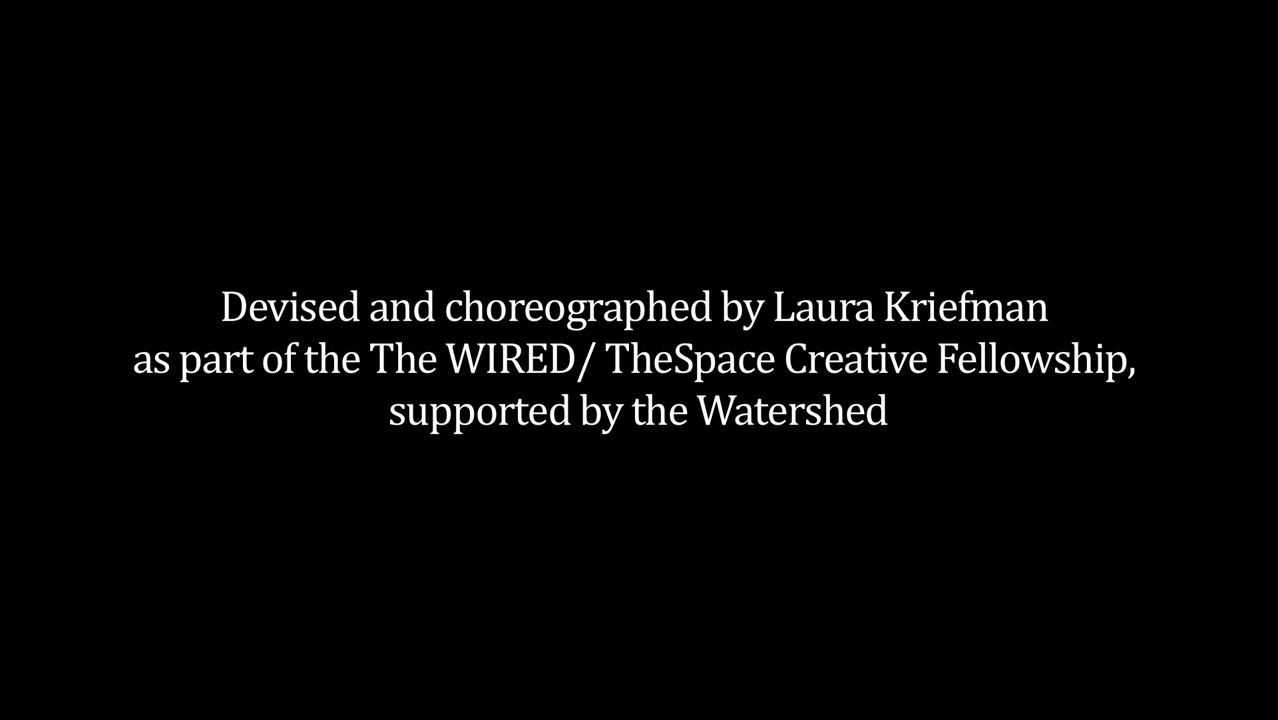 Devised and choreographed by Laura Kriefman
as part of the The WIRED/ TheSpace Creative Fellowship,
supported by the Watershed